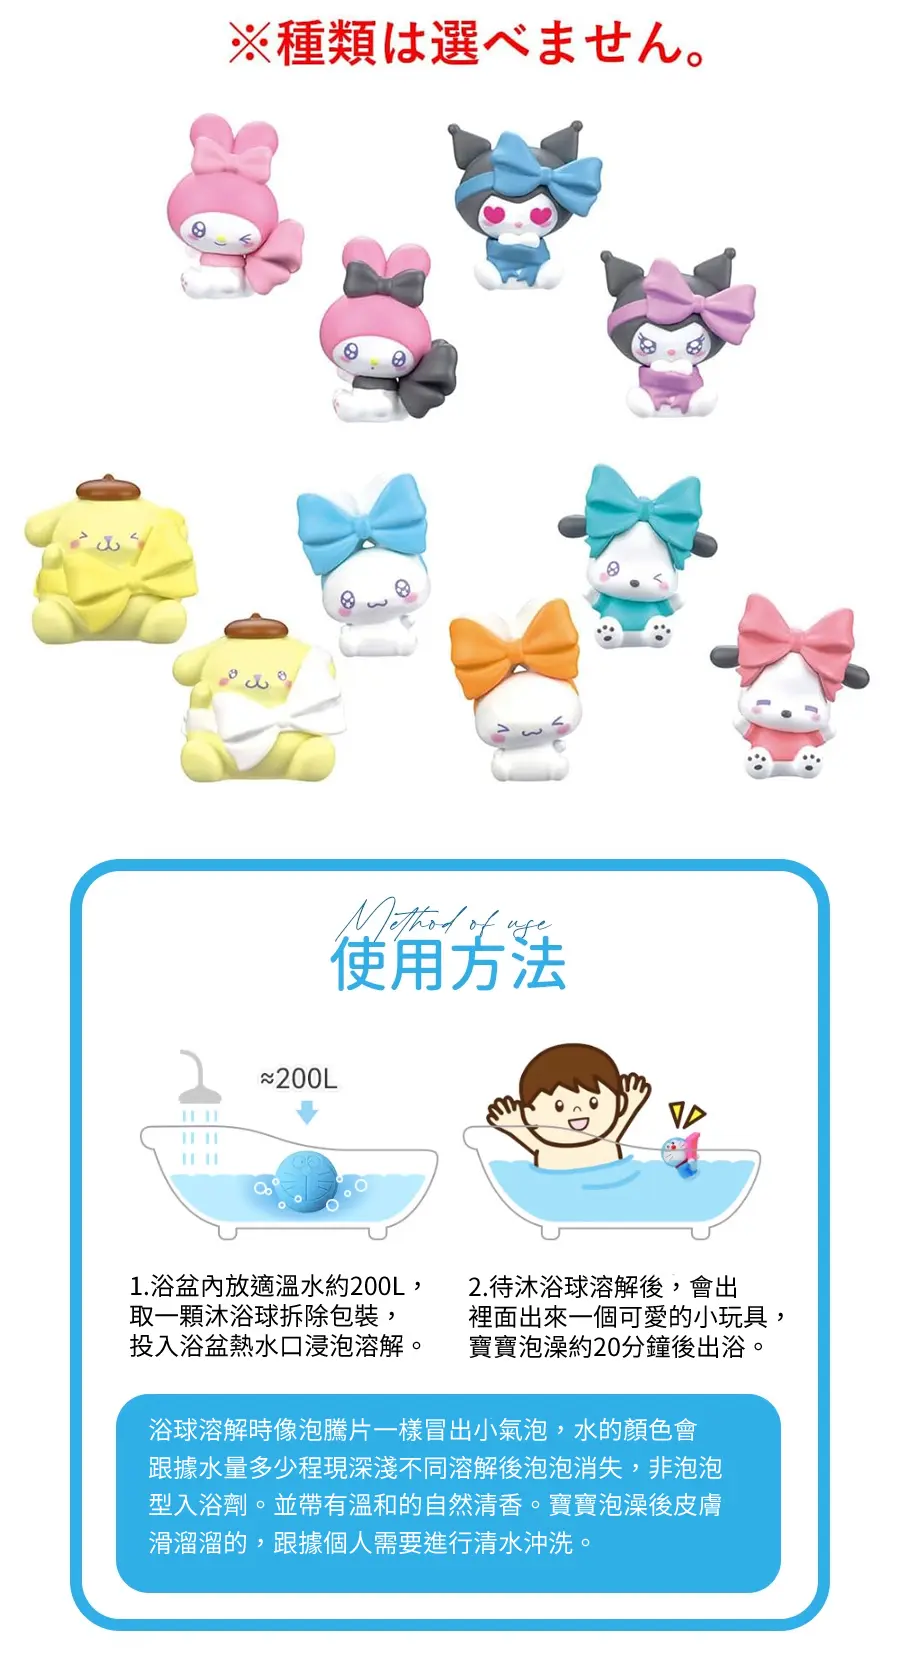 ※種類は選べません。
Method of use
使用方法
≈200L
1.浴盆內放適溫水約200L，
取一顆沐浴球拆除包裝，
投入浴盆熱水口浸泡溶解。
2.待沐浴球溶解後，會出
裡面出來一個可愛的小玩具，
寶寶泡澡約20分鐘後出浴。
浴球溶解時像泡騰片一樣冒出小氣泡，水的顏色會
跟據水量多少程現深淺不同溶解後泡泡消失，非泡泡
型入浴劑。並帶有溫和的自然清香。寶寶泡澡後皮膚
滑溜溜的，跟據個人需要進行清水沖洗。